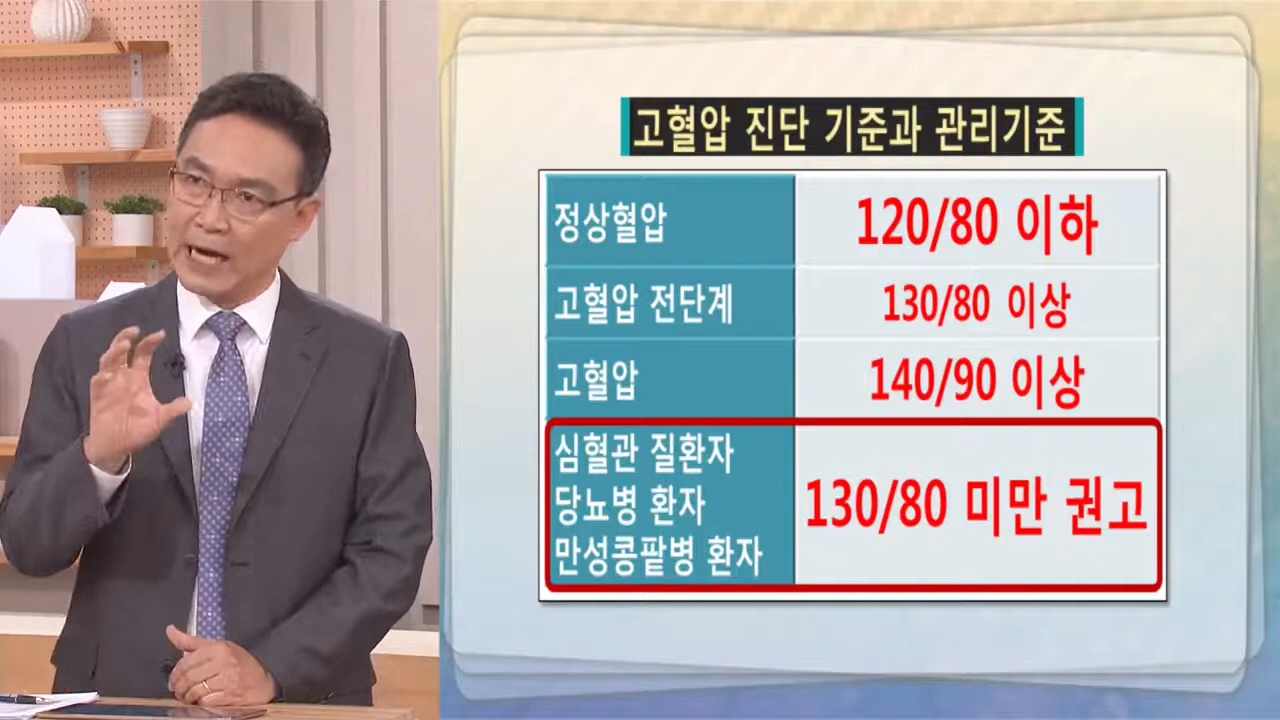 고혈압 진단 기준과 관리기준
정상혈압
120/80 이하
고혈압 전단계
130/80 이상
고혈압
140/90 이상
심혈관 질환자
당뇨병 환자
만성콩팥병 환자
130/80 미만 권고